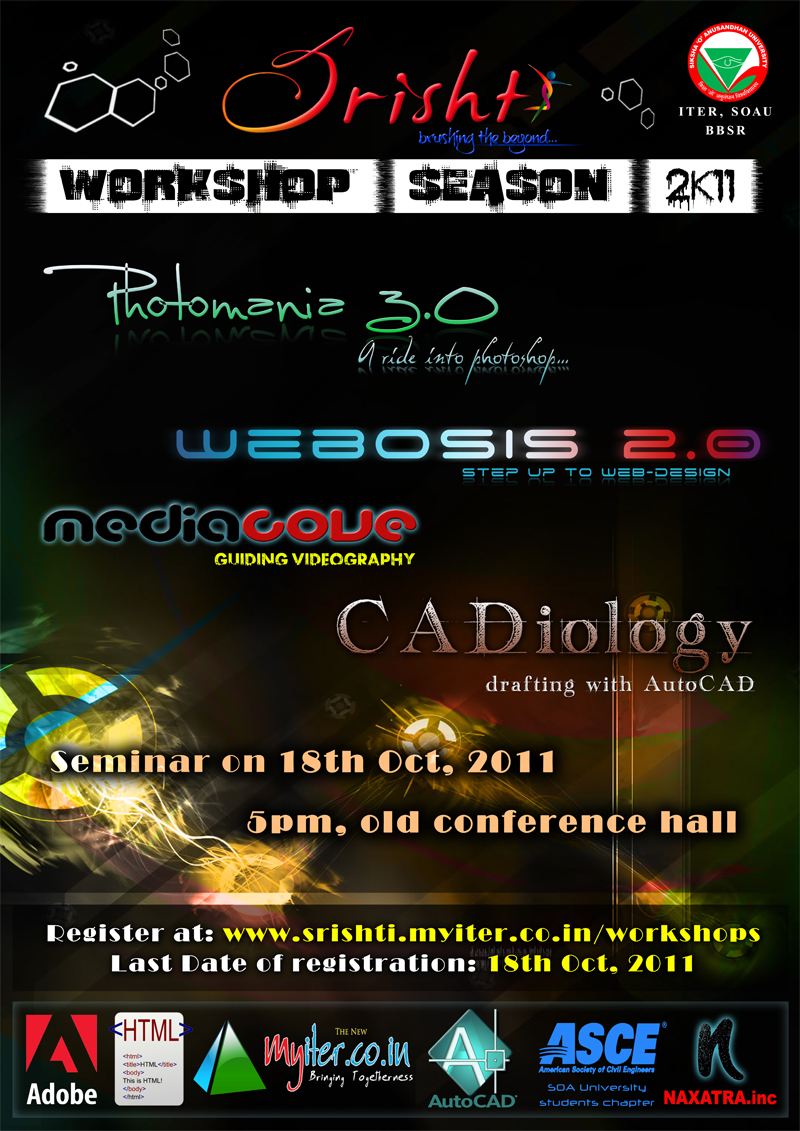 Srishti
brushing the beyond...
SIKSHA 'O' ANUSANDHAN UNIVERSITY
ITER, SOAU
BBSR
WORKSHOP SEASON 2K11
Photomania 3.0
A ride into photoshop...
WEBOSIS 2.0
STEP UP TO WEB-DESIGN
mediacove
GUIDING VIDEOGRAPHY
CADiology
drafting with AutoCAD
Seminar on 18th Oct, 2011
5pm, old conference hall
Register at: www.srishti.myiter.co.in/workshops
Last Date of registration: 18th Oct, 2011
Adobe
<HTML>
<html>
<title>HTML</title>
<body>
This is HTML!
</body>
</html>
THE NEW
Myiter.co.in
Bringing Togetherness
A
AutoCAD
ASCE
American Society of Civil Engineers
SOA University
students chapter
n
NAXATRA.inc